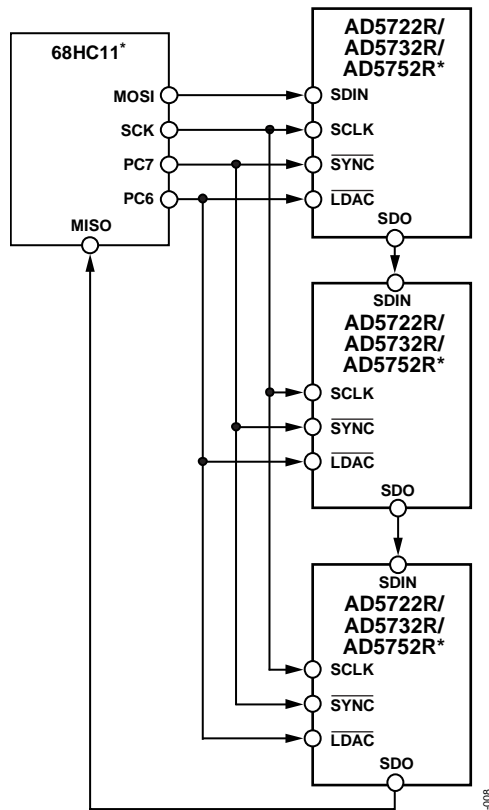 68HC11*
MOSI
SCK
PC7
PC6
MISO
AD5722R/
AD5732R/
AD5752R*
SDIN
SCLK
SYNC
LDAC
SDO
SDIN
AD5722R/
AD5732R/
AD5752R*
SCLK
SYNC
LDAC
SDO
SDIN
AD5722R/
AD5732R/
AD5752R*
SCLK
SYNC
LDAC
SDO
-008